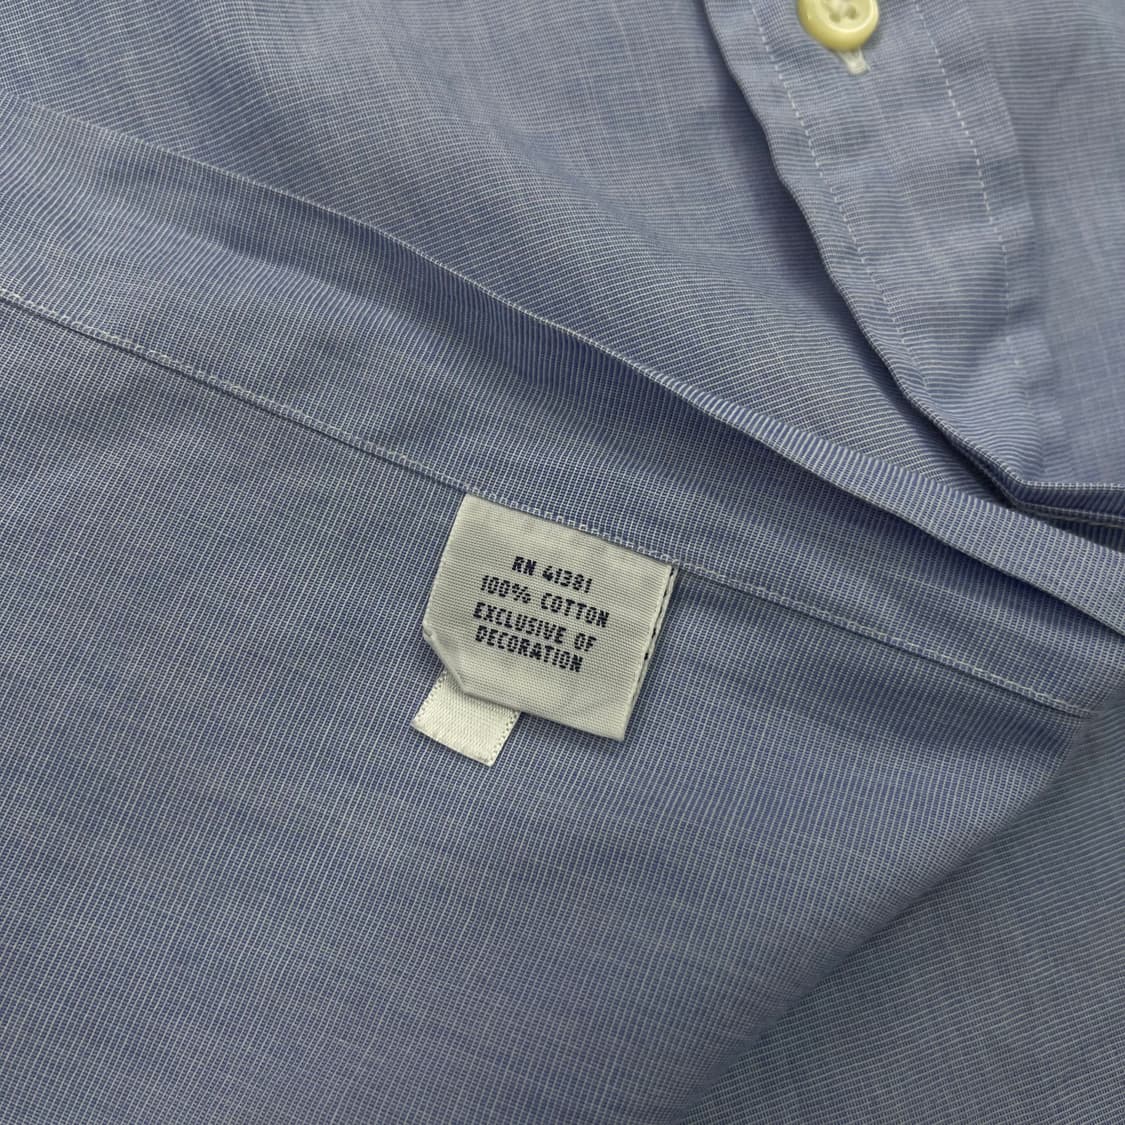 RN 41381
100% COTTON
EXCLUSIVE OF
DECORATION